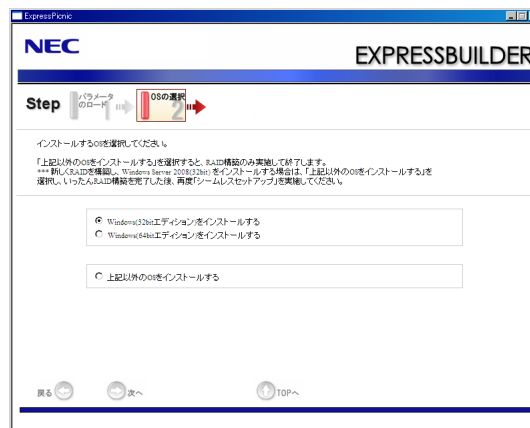 ExpressPicnic
NEC
EXPRESSBUILDER
Step
パラメータ
のロード 1
OSの選択
2
インストールするOSを選択してください。
「上記以外のOSをインストールする」を選択すると、RAID構築のみ実施して終了します。
*** 新しくRAIDを構築し、Windows Server 2008(32bit) をインストールする場合は、「上記以外のOSをインストールする」を
選択し、いったんRAID構築を完了した後、再度「シームレスセットアップ」を実施してください。
Windows(32bitエディション)をインストールする
Windows(64bitエディション)をインストールする
上記以外のOSをインストールする
戻る
次へ
TOPへ